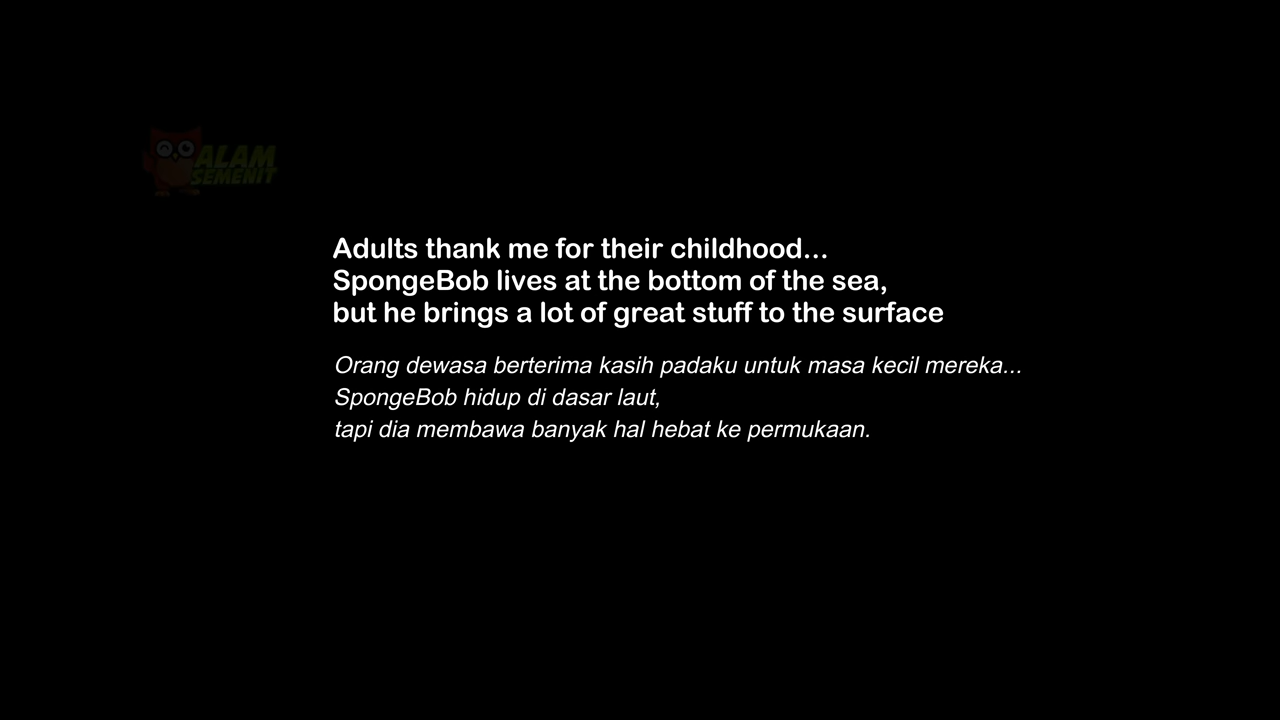 ALAM
SEMENIT
Adults thank me for their childhood...
SpongeBob lives at the bottom of the sea,
but he brings a lot of great stuff to the surface
Orang dewasa berterima kasih padaku untuk masa kecil mereka...
SpongeBob hidup di dasar laut,
tapi dia membawa banyak hal hebat ke permukaan.